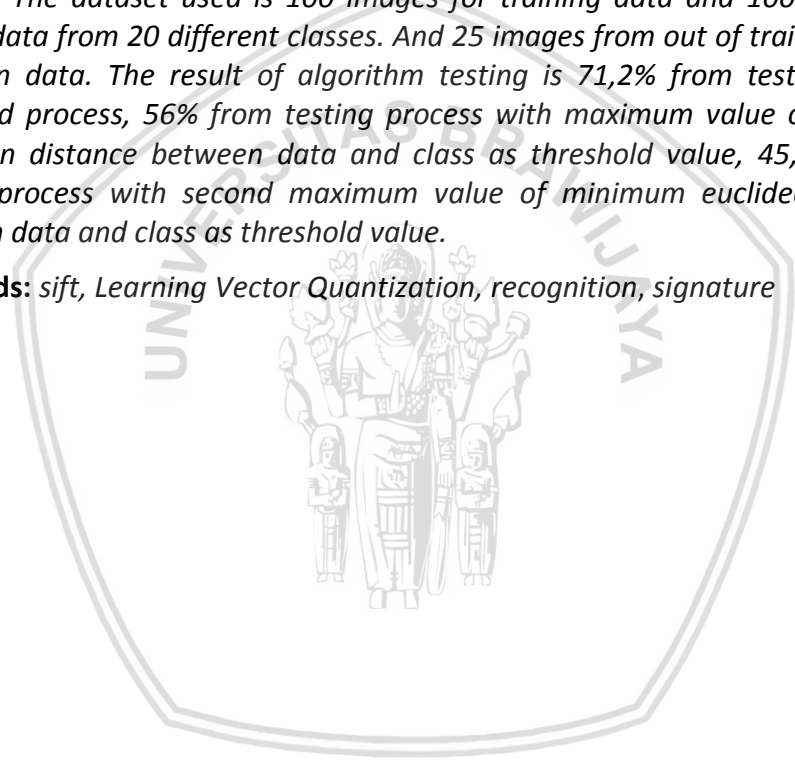 The dataset used is 100 images for training data and 100
data from 20 different classes. And 25 images from out of trai
n data. The result of algorithm testing is 71,2% from test
d process, 56% from testing process with maximum value
n distance between data and class as threshold value, 45,
process with second maximum value of minimum euclide
data and class as threshold value.
ds: sift, Learning Vector Quantization, recognition, signature
UNIVERSITAS BRAWIJAYA